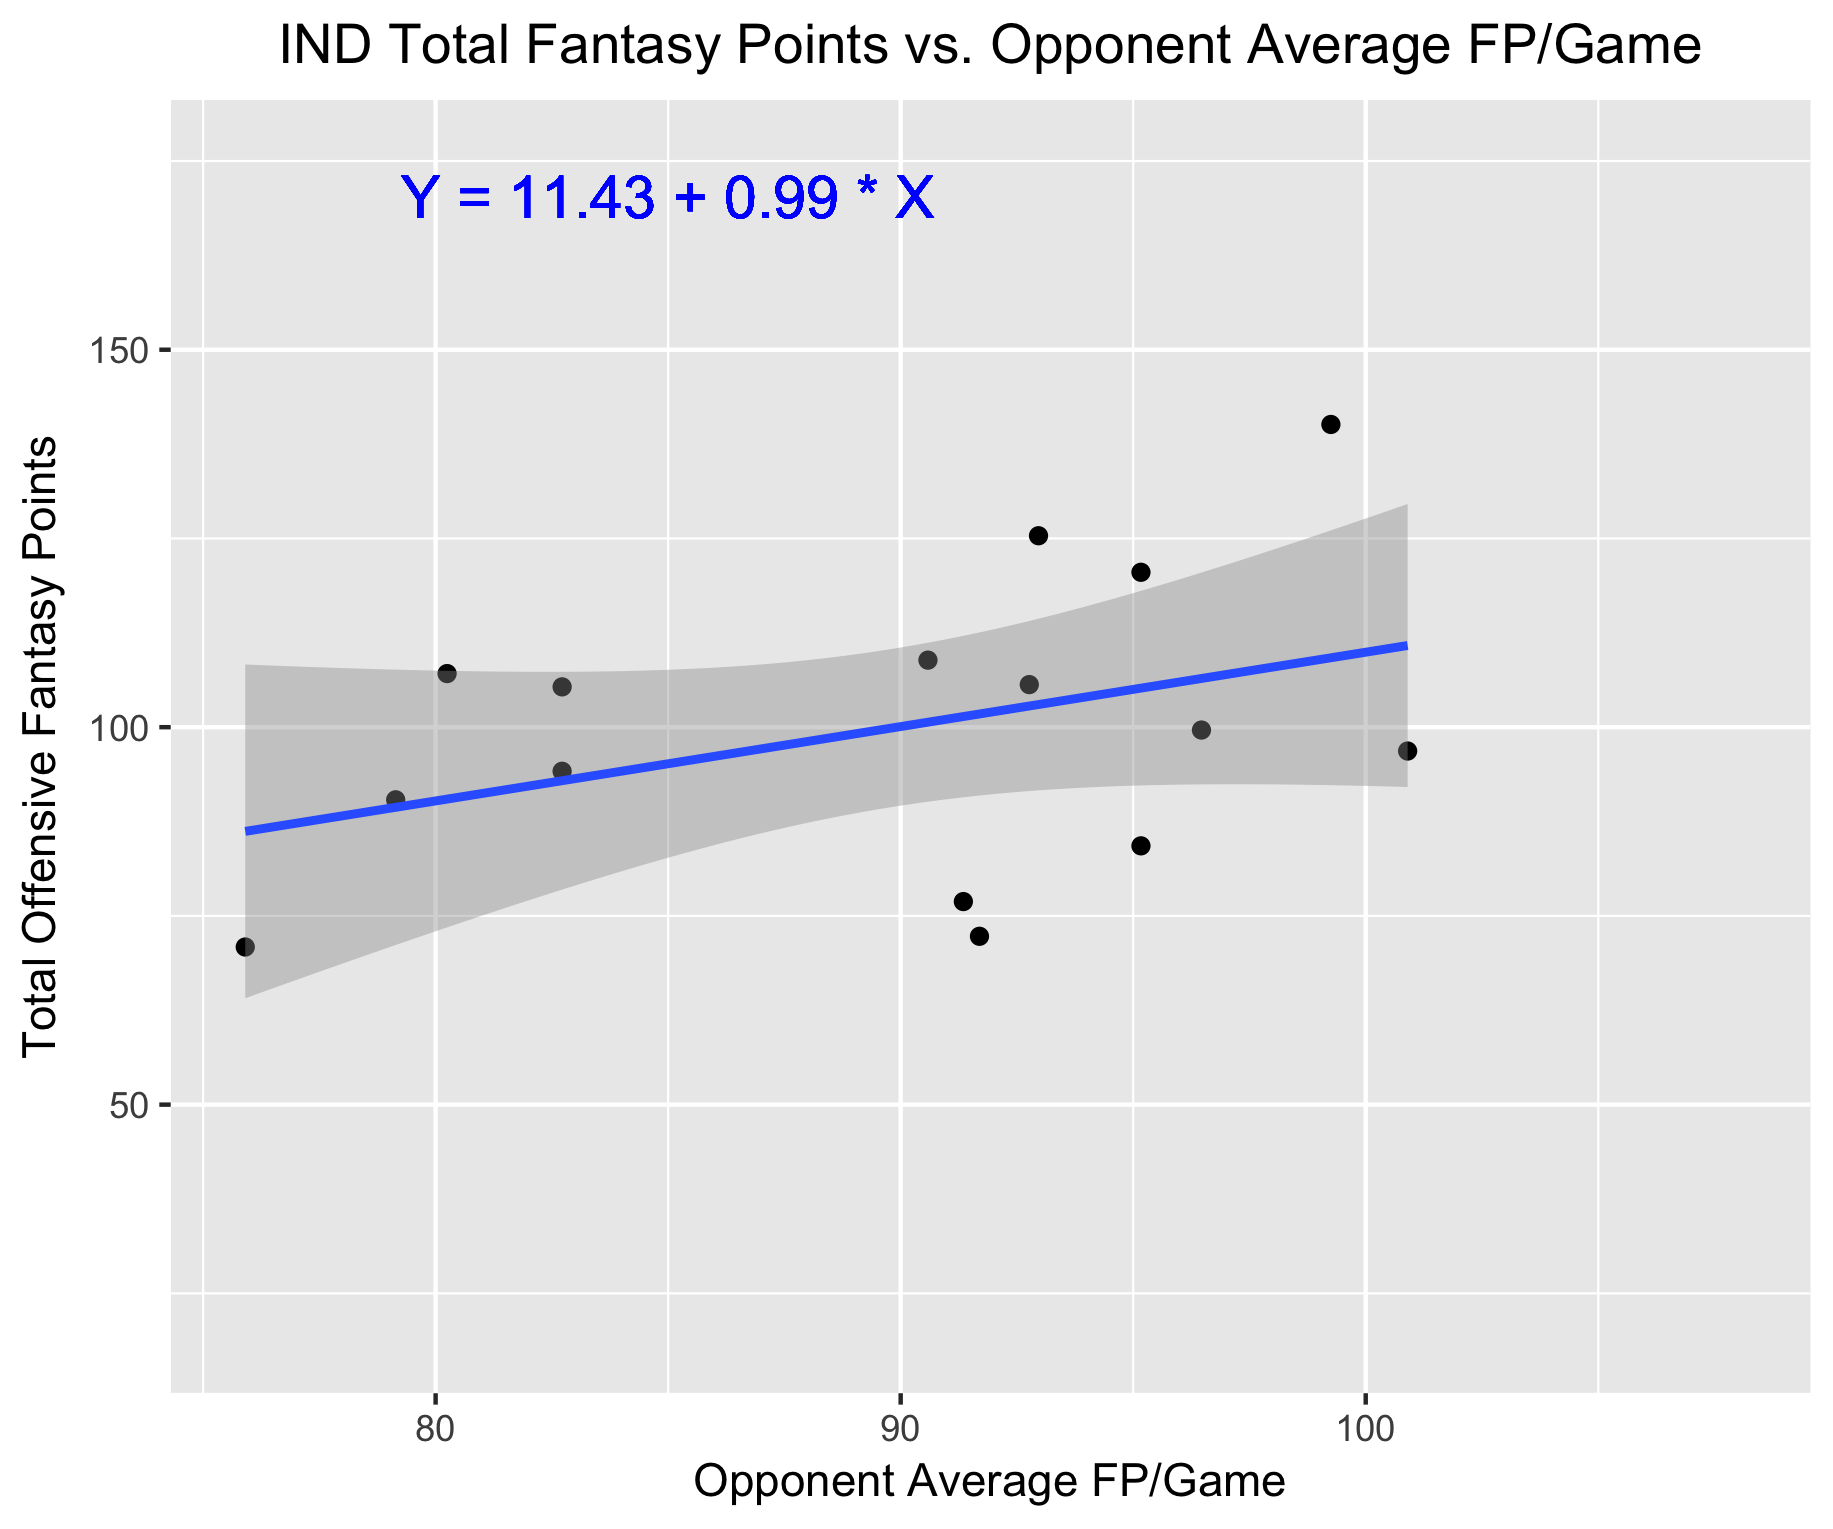 IND Total Fantasy Points vs. Opponent Average FP/Game
Y = 11.43 + 0.99 * X
Total Offensive Fantasy Points
150
100
50
80
90
100
Opponent Average FP/Game